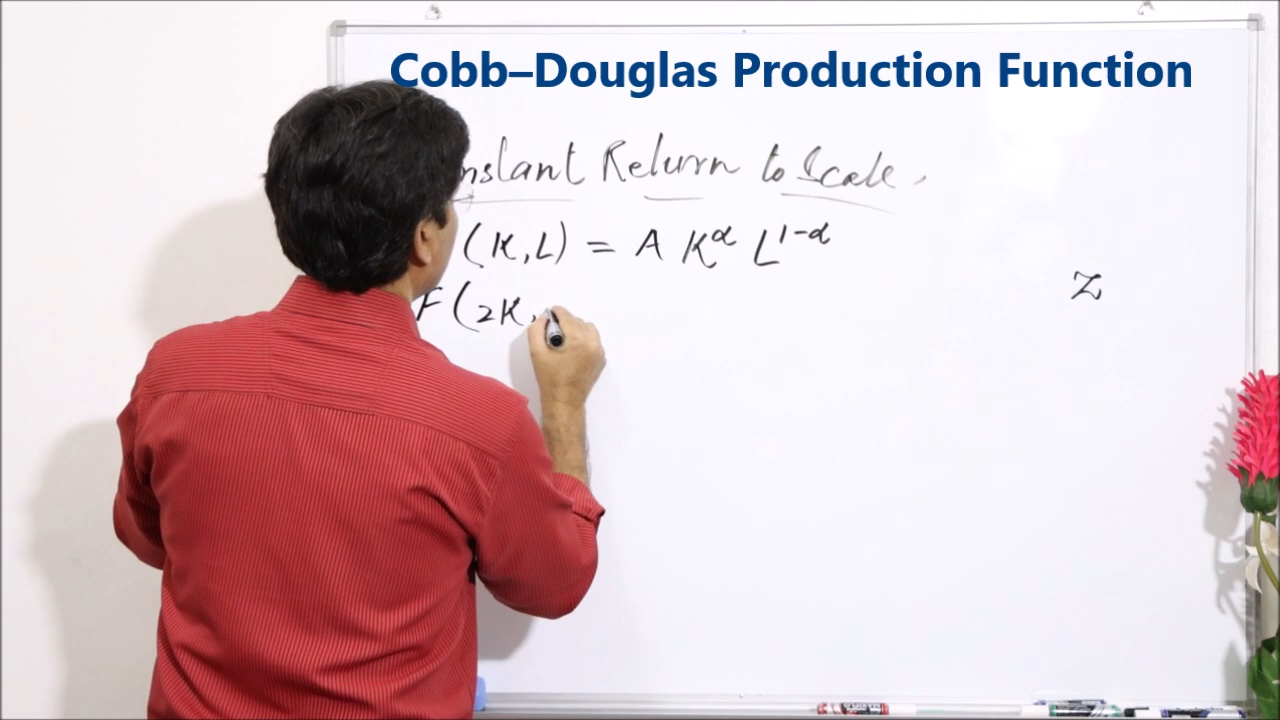 Cobb–Douglas Production Function
nstant Return to Scale.
(K,L) = A K^α L^1-α
F(2K,
z